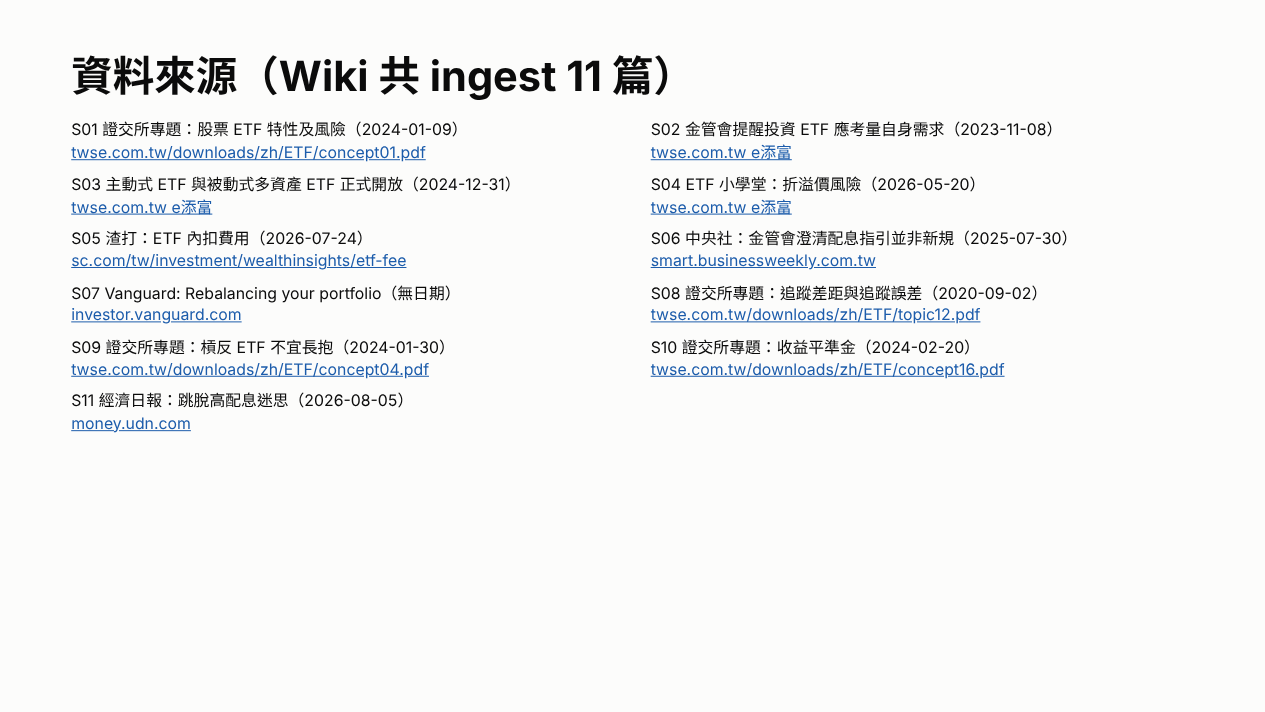 資料來源（Wiki 共 ingest 11 篇）
S01 證交所專題：股票 ETF 特性及風險（2024-01-09）
twse.com.tw/downloads/zh/ETF/concept01.pdf
S02 金管會提醒投資 ETF 應考量自身需求（2023-11-08）
twse.com.tw e添富
S03 主動式 ETF 與被動式多資產 ETF 正式開放（2024-12-31）
twse.com.tw e添富
S04 ETF 小學堂：折溢價風險（2026-05-20）
twse.com.tw e添富
S05 渣打：ETF 內扣費用（2026-07-24）
sc.com/tw/investment/wealthinsights/etf-fee
S06 中央社：金管會澄清配息指引並非新規（2025-07-30）
smart.businessweekly.com.tw
S07 Vanguard: Rebalancing your portfolio（無日期）
investor.vanguard.com
S08 證交所專題：追蹤差距與追蹤誤差（2020-09-02）
twse.com.tw/downloads/zh/ETF/topic12.pdf
S09 證交所專題：槓反 ETF 不宜長抱（2024-01-30）
twse.com.tw/downloads/zh/ETF/concept04.pdf
S10 證交所專題：收益平準金（2024-02-20）
twse.com.tw/downloads/zh/ETF/concept16.pdf
S11 經濟日報：跳脫高配息迷思（2026-08-05）
money.udn.com